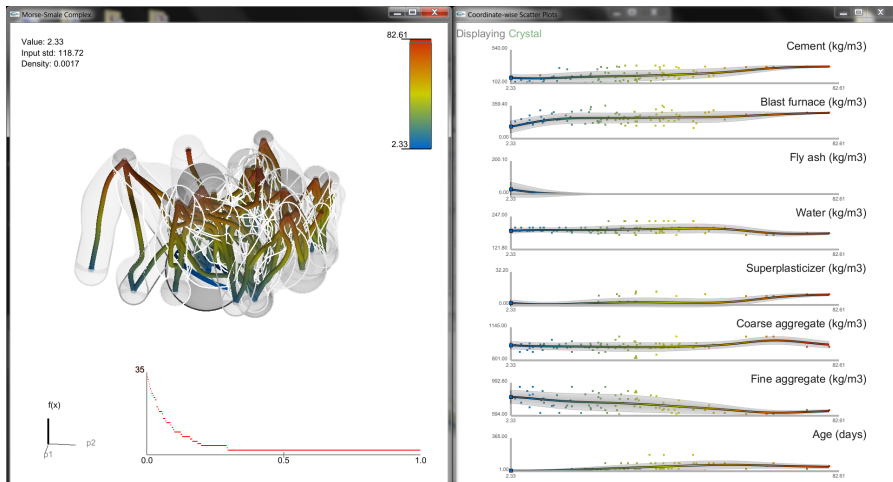 Morse-Smale Complex
Value: 2.33
Input std: 118.72
Density: 0.0017
82.61
2.33
35
0.0
0.5
1.0
f(x)
p1
p2
Coordinate-wise Scatter Plots
Displaying Crystal
Cement (kg/m3)
540.00
102.00
2.33
82.61
Blast furnace (kg/m3)
359.40
0.00
2.33
82.61
Fly ash (kg/m3)
200.10
0.00
2.33
82.61
Water (kg/m3)
247.00
121.80
2.33
82.61
Superplasticizer (kg/m3)
32.20
0.00
2.33
82.61
Coarse aggregate (kg/m3)
1145.00
801.00
2.33
82.61
Fine aggregate (kg/m3)
992.60
594.00
2.33
82.61
Age (days)
365.00
1.00
2.33
82.61